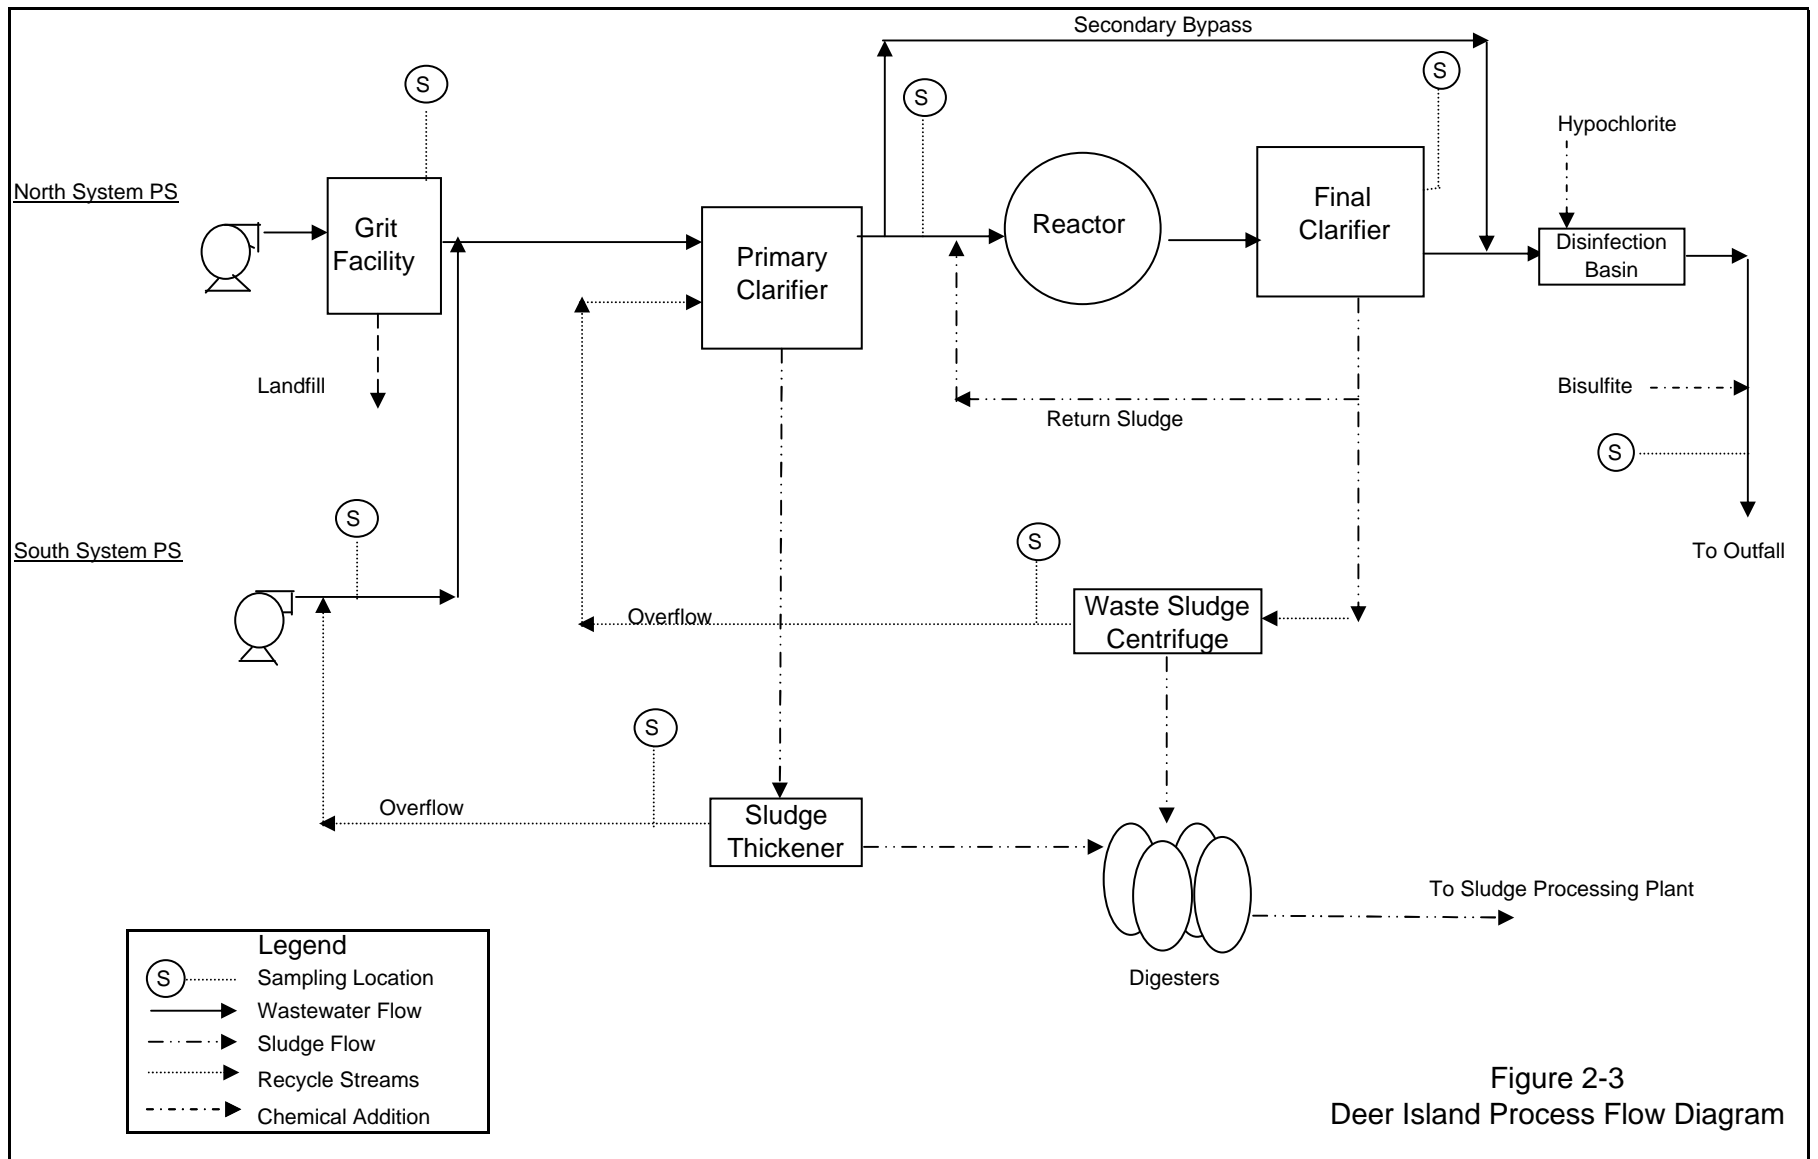 Secondary Bypass
S
S
S
Hypochlorite
North System PS
Grit
Facility
Primary
Clarifier
Reactor
Final
Clarifier
Disinfection
Basin
Landfill
Bisulfite
Return Sludge
S
S
South System PS
S
To Outfall
Overflow
Waste Sludge
Centrifuge
S
Overflow
Sludge
Thickener
To Sludge Processing Plant
Digesters
Legend
S Sampling Location
Wastewater Flow
Sludge Flow
Recycle Streams
Chemical Addition
Figure 2-3
Deer Island Process Flow Diagram